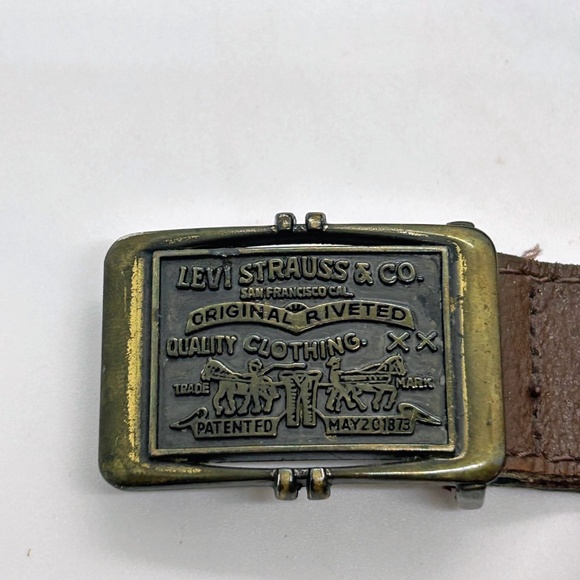 LEVI STRAUSS & CO.
SAN FRANCISCO CAL.
ORIGINAL RIVETED
QUALITY CLOTHING. XX
TRADE MARK
PATENTED MAY 20 1873